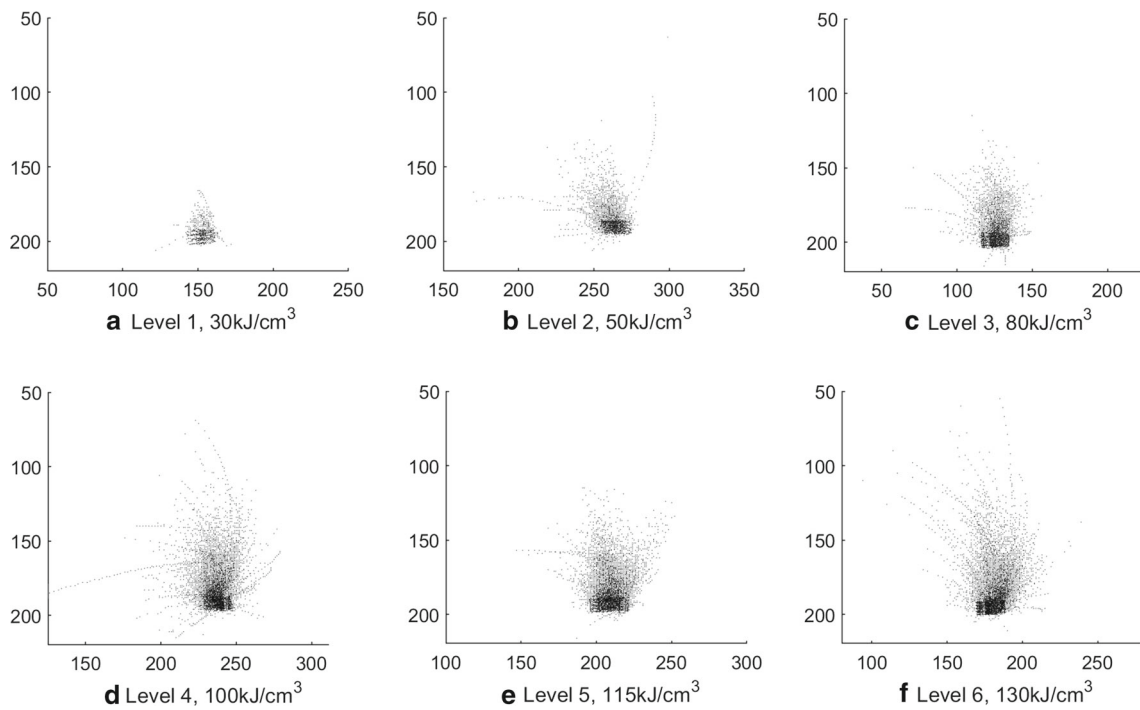 50
100
150
200
50 100 150 200 250
a Level 1, 30kJ/cm³
50
100
150
200
150 200 250 300 350
b Level 2, 50kJ/cm³
50
100
150
200
50 100 150 200
c Level 3, 80kJ/cm³
50
100
150
200
150 200 250 300
d Level 4, 100kJ/cm³
50
100
150
200
100 150 200 250 300
e Level 5, 115kJ/cm³
50
100
150
200
100 150 200 250
f Level 6, 130kJ/cm³